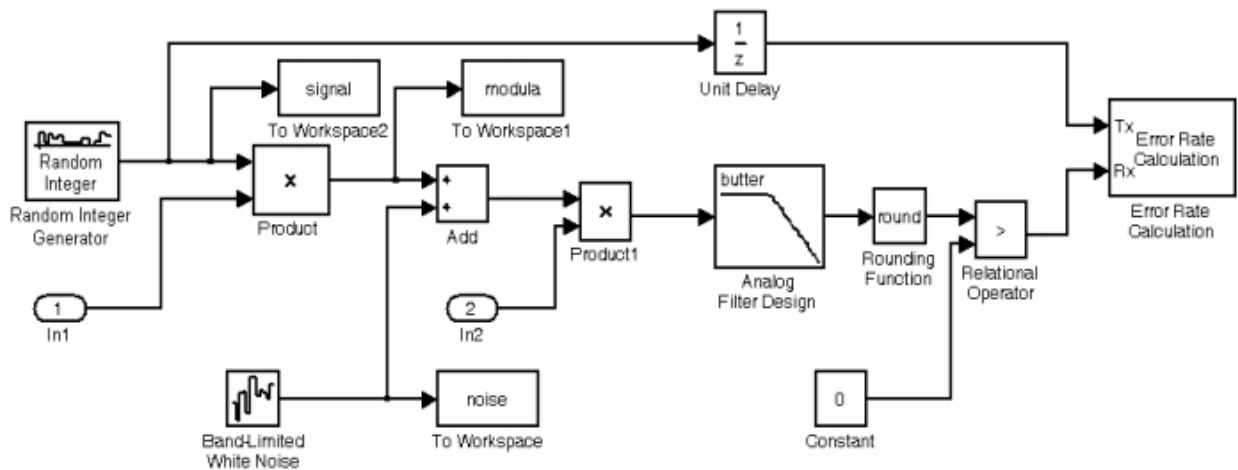 1
z
Unit Delay
signal
To Workspace2
modula
To Workspace1
Tx
Rx
Error Rate
Calculation
Error Rate
Calculation
Random
Integer
Random Integer
Generator
x
Product
+
+
Add
x
Product1
butter
Analog
Filter Design
round
Rounding
Function
>
Relational
Operator
1
In1
2
In2
Band-Limited
White Noise
noise
To Workspace
0
Constant